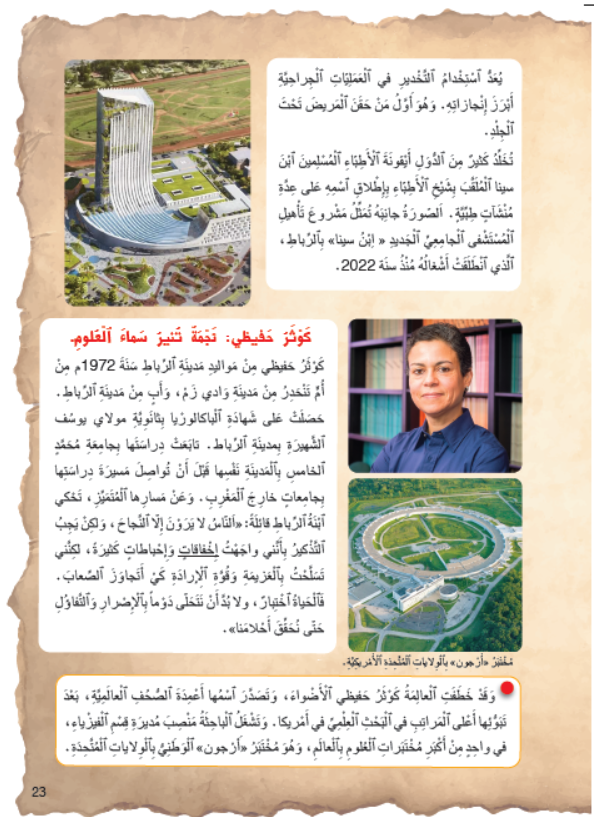 يُعَدُّ ٱسْتِخْدامُ التَّخْديرِ في ٱلْعَمَلِيّاتِ ٱلْجِراحِيَّةِ
أَبْرَزَ إِنْجازاتِهِ. وَهُوَ أَوَّلُ مَنْ حَقَنَ ٱلْمَريضَ تَحْتَ
ٱلْجِلْدِ.
تُخَلِّدُ كَثيرٌ مِنَ ٱلدُّوَلِ أَيْقونَةَ ٱلْأَطِبّاءِ ٱلْمُسْلِمينَ ٱبْنَ
سينا ٱلْمُلَقَّبَ بِشَيْخِ ٱلْأَطِبّاءِ بِإِطْلاقِ ٱسْمِهِ عَلى عِدَّةِ
مُنْشَآتٍ طِبِّيَّةٍ. اَلصّورَةُ جانِبَهُ تُمَثِّلُ مَشْروعَ تَأْهيلِ
ٱلْمُسْتَشْفى ٱلْجامِعِيِّ ٱلْجَديدِ « اِبْنُ سينا» بِٱلرِّباطِ،
ٱلَّذي ٱنْطَلَقَتْ أَشْغالُهُ مُنْذُ سَنَةِ 2022.
كَوْثَرُ حَفيظي: نَجْمَةٌ تُنيرُ سَماءَ ٱلْعُلومِ.
كَوْثَرُ حَفيظي مِنْ مَواليدِ مَدينَةِ ٱلرِّباطِ سَنَةَ 1972م مِنْ
أُمٍّ تَنْحَدِرُ مِنْ مَدينَةِ وادي زَمْ، وَأَبٍ مِنْ مَدينَةِ ٱلرِّباطِ.
حَصَلَتْ عَلى شَهادَةِ ٱلْباكالورْيا بِثانَوِيَّةِ مولاي يوسُف
ٱلشَّهيرَةِ بِمَدينَةِ ٱلرِّباطِ. تابَعَتْ دِراسَتَها بِجامِعَةِ مُحَمَّدٍ
ٱلْخامِسِ بِٱلْمَدينَةِ نَفْسِها قَبْلَ أَنْ تُواصِلَ مَسيرَةَ دِراسَتِها
بِجامِعاتٍ خارِجَ ٱلْمَغْرِبِ. وَعَنْ مَسارِها ٱلْمُتَمَيِّزِ، تَحْكي
ٱبْنَةُ ٱلرِّباطِ قائِلَةً: «اَلنّاسُ لا يَرَوْنَ إِلّا ٱلنَّجاحَ، وَلكِنْ يَجِبُ
ٱلتَّذْكيرُ بِأَنَّني واجَهْتُ إِخْفاقاتٍ وَإِحْباطاتٍ كَثيرَةً، لكِنَّني
تَسَلَّحْتُ بِٱلْعَزيمَةِ وَقُوَّةِ ٱلْإِرادَةِ كَيْ أَتَجاوَزَ ٱلصِّعابَ.
فَٱلْحَياةُ ٱخْتِبارٌ، وَلا بُدَّ أَنْ نَتَحَلّى دَوْماً بِٱلْإِصْرارِ وَٱلتَّفاؤُلِ
حَتّى نُحَقِّقَ أَحْلامَنا».
مُخْتَبَرُ «أَرْجون» بِٱلْوِلاياتِ ٱلْمُتَّحِدَةِ ٱلْأَمْريكِيَّةِ.
وَقَدْ خَطَفَتِ ٱلْعالِمَةُ كَوْثَرُ حَفيظي ٱلْأَضْواءَ، وَتَصَدَّرَ ٱسْمُها أَعْمِدَةَ ٱلصُّحُفِ ٱلْعالَمِيَّةِ، بَعْدَ
تَبَوُّئِها أَعْلى ٱلْمَراتِبِ في ٱلْبَحْثِ ٱلْعِلْمِيِّ في أَمْريكا. وَتَشْغَلُ ٱلْباحِثَةُ مَنْصِبَ مُديرَةِ قِسْمِ ٱلْفيزْياءِ،
في واحِدٍ مِنْ أَكْبَرِ مُخْتَبَراتِ ٱلْعُلومِ بِٱلْعالَمِ، وَهُوَ مُخْتَبَرُ «أَرْجون» ٱلْوَطَنِيُّ بِٱلْوِلاياتِ ٱلْمُتَّحِدَةِ.
23